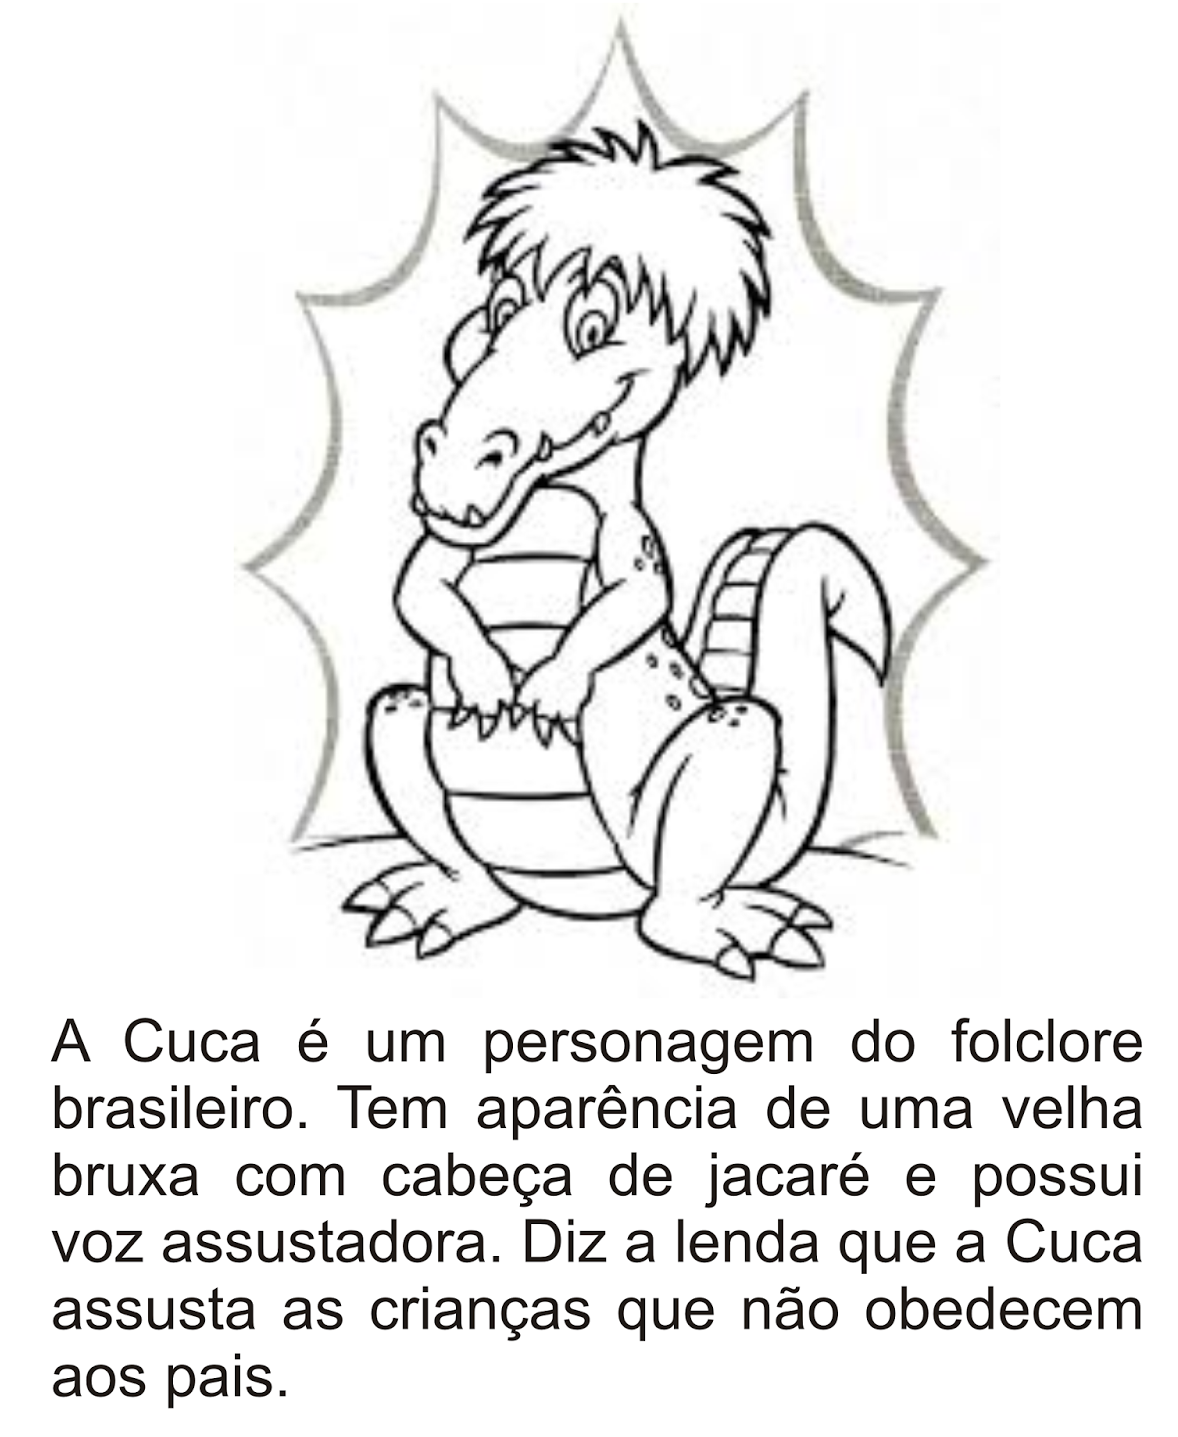 A Cuca é um personagem do folclore
brasileiro. Tem aparência de uma velha
bruxa com cabeça de jacaré e possui
voz assustadora. Diz a lenda que a Cuca
assusta as crianças que não obedecem
aos pais.